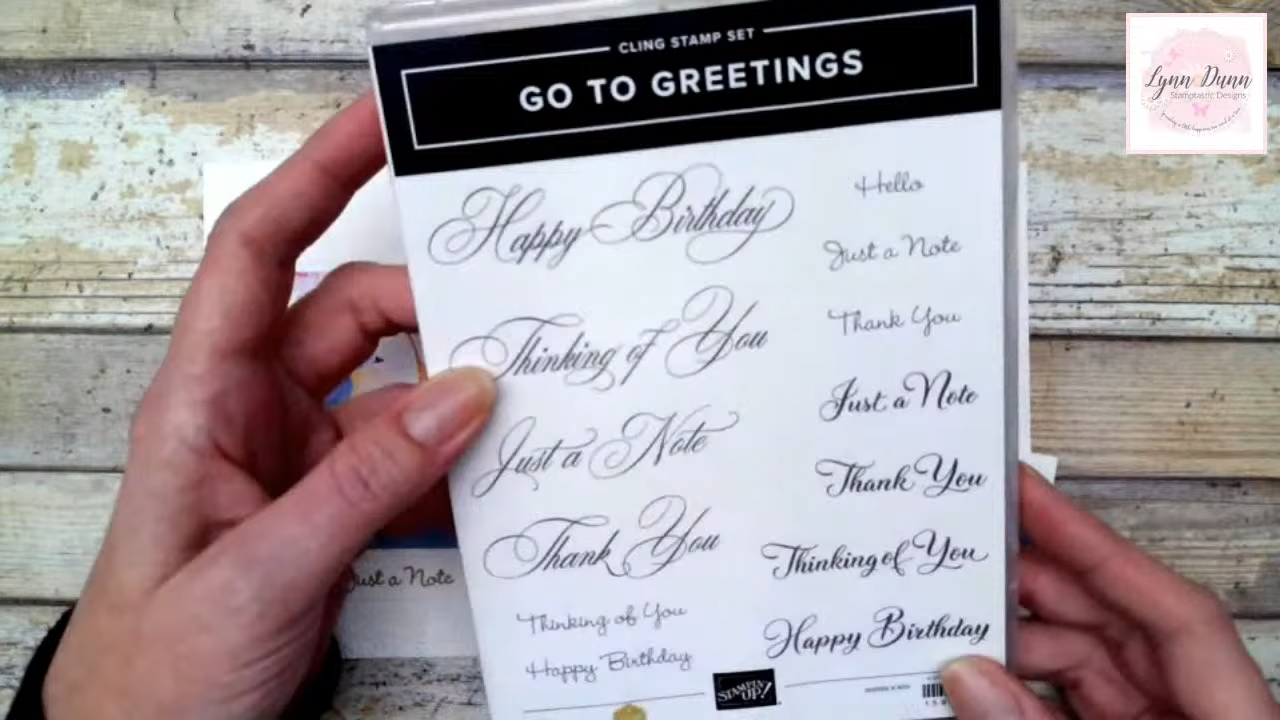 CLING STAMP SET
GO TO GREETINGS
Happy Birthday
Thinking of You
Just a Note
Thank You
Thinking of You
Happy Birthday
Hello
Just a Note
Thank You
Just a Note
Thank You
Thinking of You
Happy Birthday
STAMPIN' UP!
Just a Note
Lynn Dunn
Stamptastic Designs